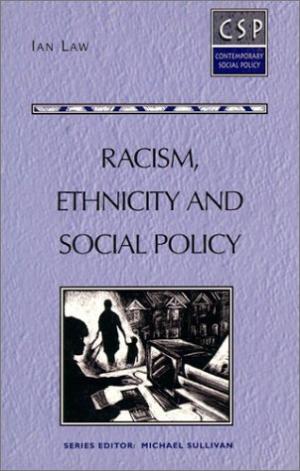 IAN LAW
CSP
CONTEMPORARY
SOCIAL POLICY
RACISM,
ETHNICITY AND
SOCIAL POLICY
SERIES EDITOR: MICHAEL SULLIVAN